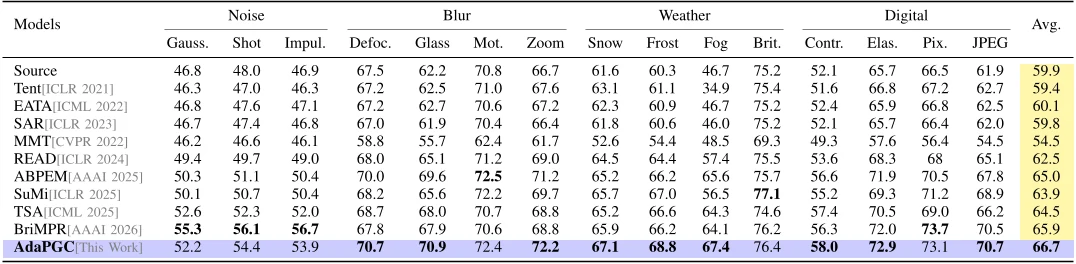 Models Noise Blur Weather Digital Avg.
Gauss. Shot Impul. Defoc. Glass Mot. Zoom Snow Frost Fog Brit. Contr. Elas. Pix. JPEG
Source 46.8 48.0 46.9 67.5 62.2 70.8 66.7 61.6 60.3 46.7 75.2 52.1 65.7 66.5 61.9 59.9
Tent[ICLR 2021] 46.3 47.0 46.3 67.2 62.5 71.0 67.6 63.1 61.1 34.9 75.4 51.6 66.8 67.2 62.7 59.4
EATA[ICML 2022] 46.8 47.6 47.1 67.2 62.7 70.6 67.2 62.3 60.9 46.7 75.2 52.4 65.9 66.8 62.5 60.1
SAR[ICLR 2023] 46.7 47.4 46.8 67.0 61.9 70.4 66.4 61.8 60.6 46.0 75.2 52.1 65.7 66.4 62.0 59.8
MMT[CVPR 2022] 46.2 46.6 46.1 58.8 55.7 62.4 61.7 52.6 54.4 48.5 69.3 49.3 57.6 56.4 54.5 54.5
READ[ICLR 2024] 49.4 49.7 49.0 68.0 65.1 71.2 69.0 64.5 64.4 57.4 75.5 53.6 68.3 68 65.1 62.5
ABPEM[AAAI 2025] 50.3 51.1 50.4 70.0 69.6 72.5 71.2 65.2 66.2 65.6 75.7 56.6 71.9 70.5 67.8 65.0
SuMi[ICLR 2025] 50.1 50.7 50.4 68.2 65.6 72.2 69.7 65.7 67.0 56.5 77.1 55.2 69.3 71.2 68.9 63.9
TSA[ICML 2025] 52.6 52.3 52.0 68.7 68.0 70.7 68.8 65.2 66.6 64.3 74.6 57.4 70.5 69.0 66.2 64.5
BriMPR[AAAI 2026] 55.3 56.1 56.7 67.8 67.9 70.6 68.8 65.9 66.2 64.1 76.2 56.3 72.0 73.7 70.5 65.9
AdaPGC[This Work] 52.2 54.4 53.9 70.7 70.9 72.4 72.2 67.1 68.8 67.4 76.4 58.0 72.9 73.1 70.7 66.7